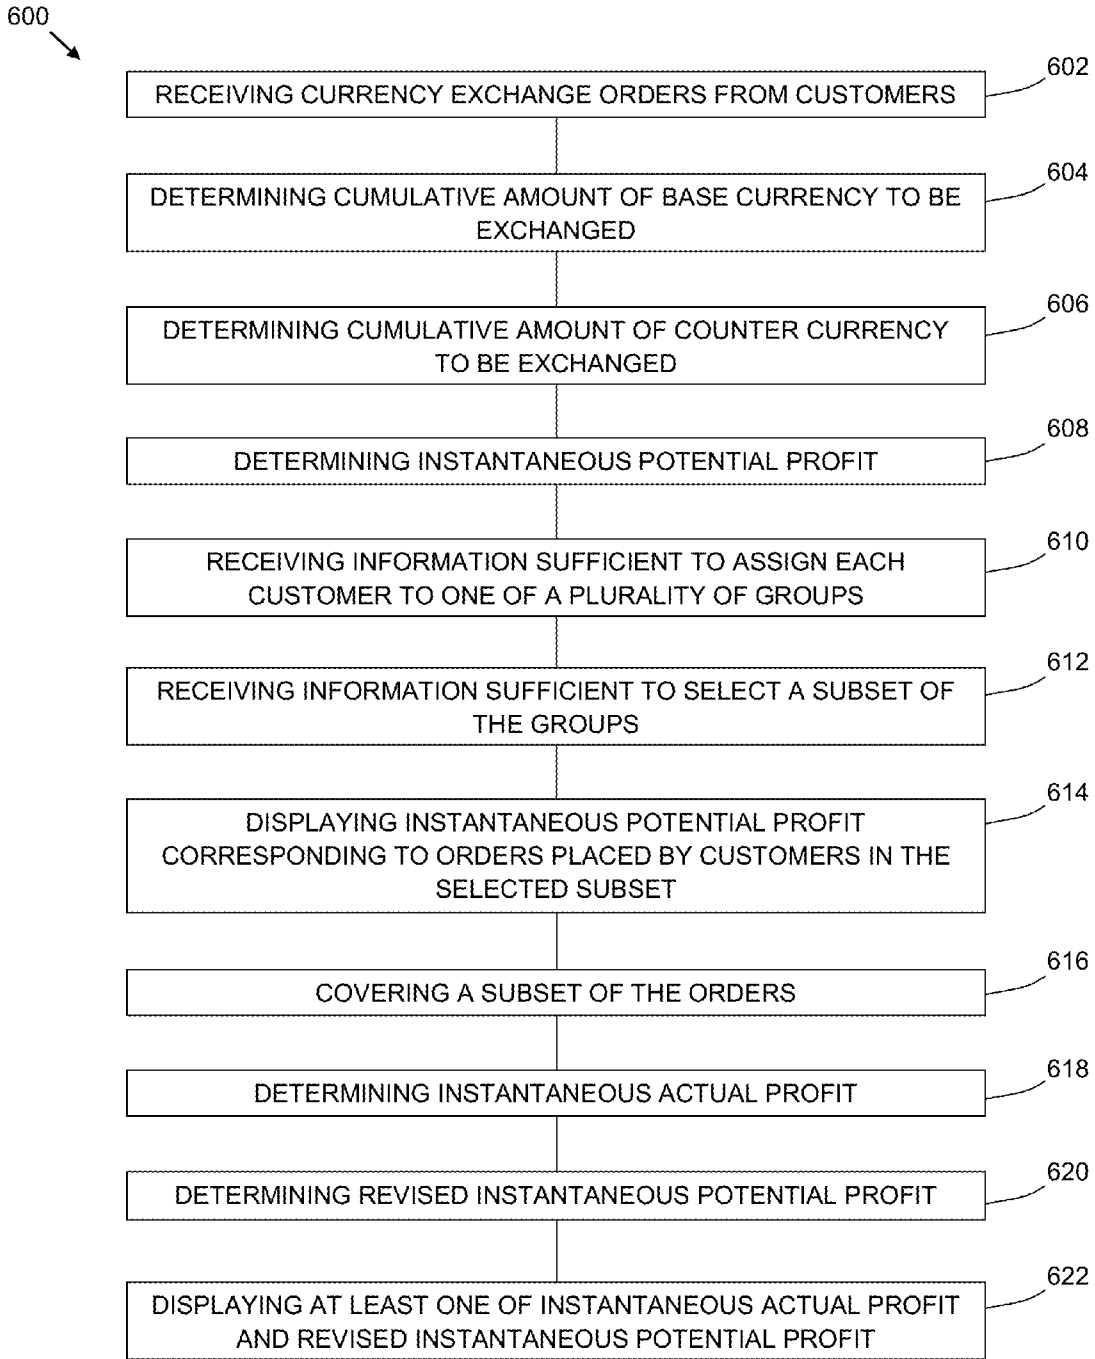 600
602
RECEIVING CURRENCY EXCHANGE ORDERS FROM CUSTOMERS
604
DETERMINING CUMULATIVE AMOUNT OF BASE CURRENCY TO BE
EXCHANGED
606
DETERMINING CUMULATIVE AMOUNT OF COUNTER CURRENCY
TO BE EXCHANGED
608
DETERMINING INSTANTANEOUS POTENTIAL PROFIT
610
RECEIVING INFORMATION SUFFICIENT TO ASSIGN EACH
CUSTOMER TO ONE OF A PLURALITY OF GROUPS
612
RECEIVING INFORMATION SUFFICIENT TO SELECT A SUBSET OF
THE GROUPS
614
DISPLAYING INSTANTANEOUS POTENTIAL PROFIT
CORRESPONDING TO ORDERS PLACED BY CUSTOMERS IN THE
SELECTED SUBSET
616
COVERING A SUBSET OF THE ORDERS
618
DETERMINING INSTANTANEOUS ACTUAL PROFIT
620
DETERMINING REVISED INSTANTANEOUS POTENTIAL PROFIT
622
DISPLAYING AT LEAST ONE OF INSTANTANEOUS ACTUAL PROFIT
AND REVISED INSTANTANEOUS POTENTIAL PROFIT